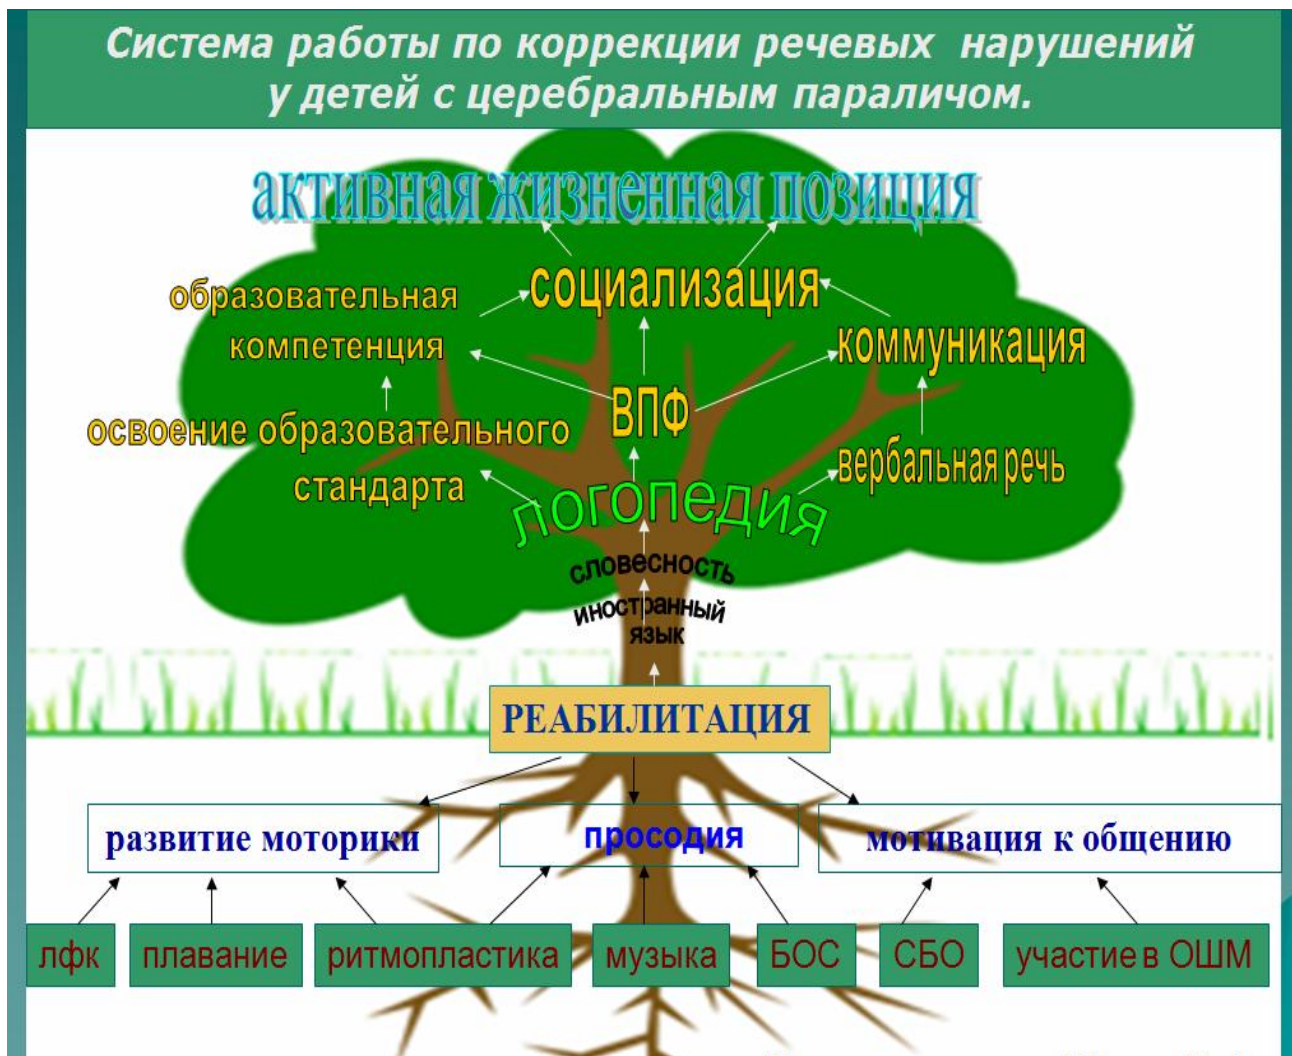 Система работы по коррекции речевых нарушений
у детей с церебральным параличом.
активная жизненная позиция
социализация
образовательная
компетенция
коммуникация
ВПФ
освоение образовательного
стандарта
вербальная речь
логопедия
словесность
иностранный
язык
РЕАБИЛИТАЦИЯ
развитие моторики
просодия
мотивация к общению
лфк
плавание
ритмопластика
музыка
БОС
СБО
участие в ОШМ